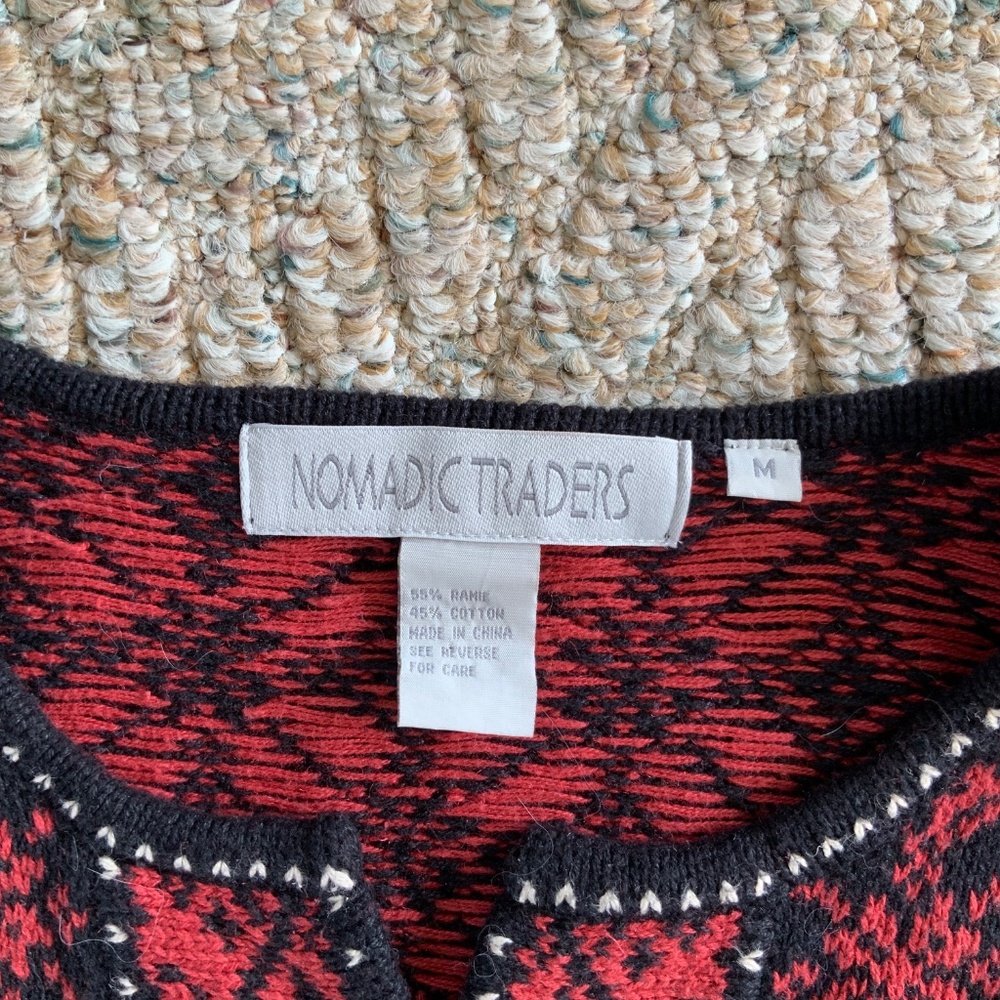 NOMADIC TRADERS
M
55% RAMIE
45% COTTON
MADE IN CHINA
SEE REVERSE
FOR CARE